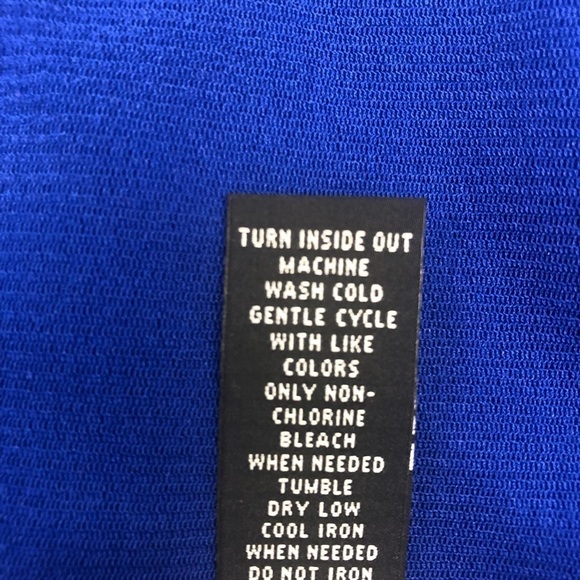 TURN INSIDE OUT
MACHINE
WASH COLD
GENTLE CYCLE
WITH LIKE
COLORS
ONLY NON-
CHLORINE
BLEACH
WHEN NEEDED
TUMBLE
DRY LOW
COOL IRON
WHEN NEEDED
DO NOT IRON